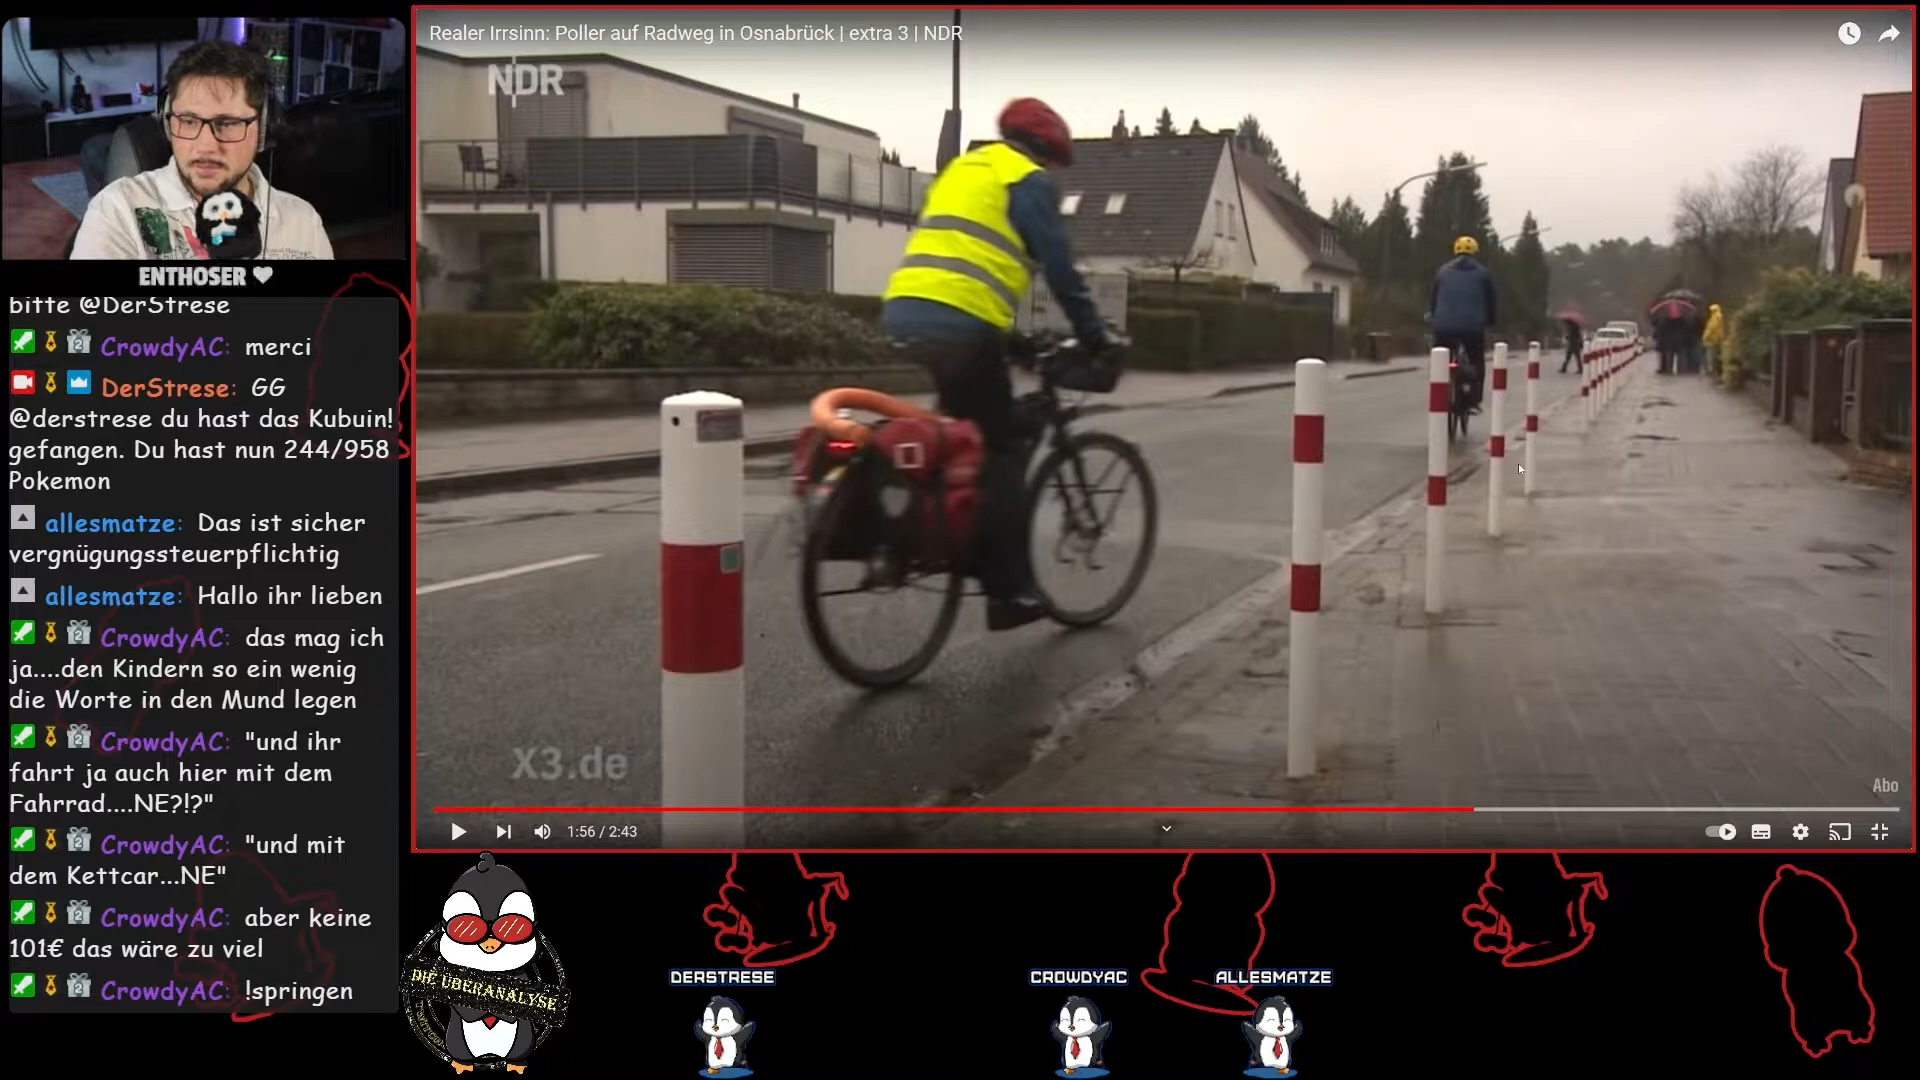 Realer Irrsinn: Poller auf Radweg in Osnabrück | extra 3 | NDR
NDR
ENTHOSER
bitte @DerStrese
CrowdyAC: merci
DerStrese: GG
@derstrese du hast das Kubuin!
gefangen. Du hast nun 244/958
Pokemon
allesmatze: Das ist sicher
vergnügungssteuerpflichtig
allesmatze: Hallo ihr lieben
CrowdyAC: das mag ich
ja....den Kindern so ein wenig
die Worte in den Mund legen
CrowdyAC: "und ihr
fahrt ja auch hier mit dem
Fahrrad....NE?!?"
CrowdyAC: "und mit
dem Kettcar...NE"
CrowdyAC: aber keine
101€ das wäre zu viel
CrowdyAC: !springen
X3.de
Abo
1:56 / 2:43
DIE ÜBERANALYSE
DERSTRESE
CROWDYAC
ALLESMATZE